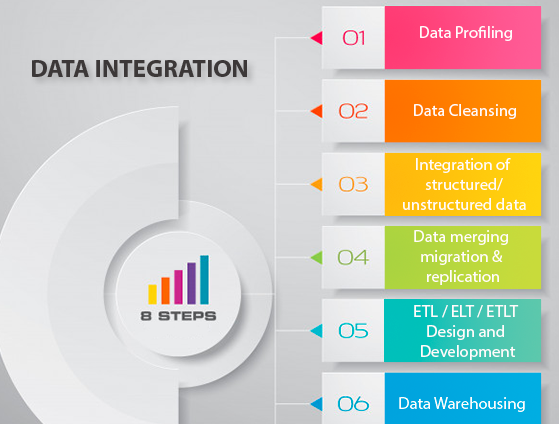 DATA INTEGRATION
8 STEPS
01
Data Profiling
02
Data Cleansing
03
Integration of
structured/
unstructured data
04
Data merging
migration &
replication
05
ETL / ELT / ETLT
Design and
Development
06
Data Warehousing